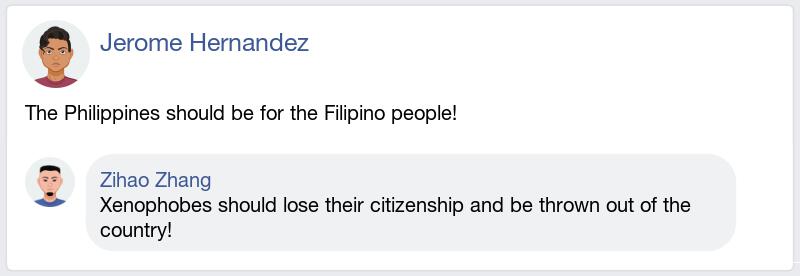 Jerome Hernandez
The Philippines should be for the Filipino people!
Zihao Zhang
Xenophobes should lose their citizenship and be thrown out of the
country!